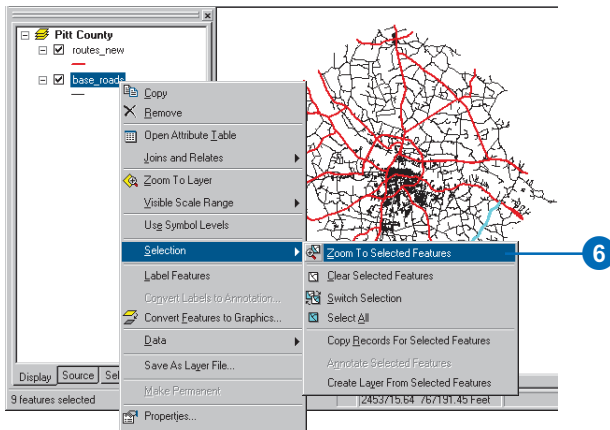 Pitt County
routes_new
base_roads
Copy
Remove
Open Attribute Table
Joins and Relates
Zoom To Layer
Visible Scale Range
Use Symbol Levels
Selection
Label Features
Convert Labels to Annotation...
Convert Features to Graphics...
Data
Save As Layer File...
Make Permanent
Properties...
Zoom To Selected Features
Clear Selected Features
Switch Selection
Select All
Copy Records For Selected Features
Annotate Selected Features
Create Layer From Selected Features
6
Display Source Sel
9 features selected
2453715.64 767191.45 Feet